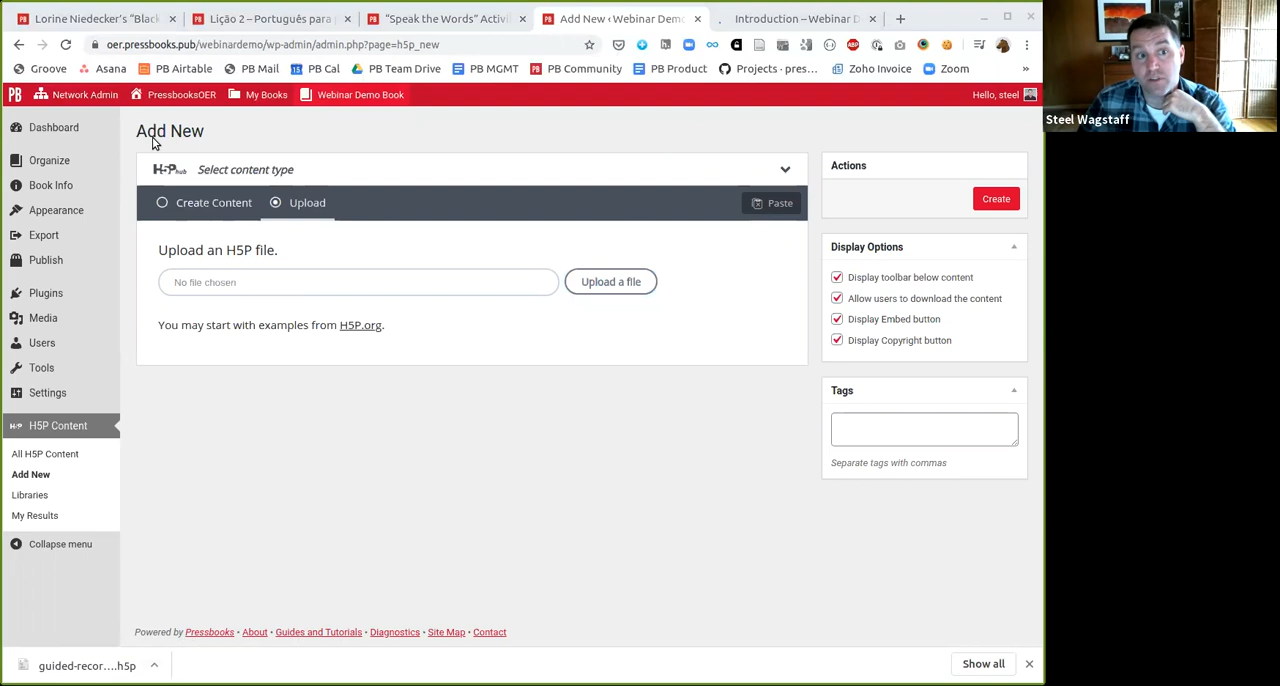 Lorine Niedecker's "Black
Lição 2 – Português para
"Speak the Words" Activi
Add New ‹ Webinar Demo
Introduction – Webinar D
oer.pressbooks.pub/webinardemo/wp-admin/admin.php?page=h5p_new
Groove Asana PB Airtable PB Mail PB Cal PB Team Drive PB MGMT PB Community PB Product Projects · pres… Zoho Invoice Zoom »
PB Network Admin PressbooksOER My Books Webinar Demo Book Hello, steel
Steel Wagstaff
Dashboard
Organize
Book Info
Appearance
Export
Publish
Plugins
Media
Users
Tools
Settings
H5P Content
All H5P Content
Add New
Libraries
My Results
Collapse menu
Add New
H5P hub Select content type
Create Content Upload Paste
Upload an H5P file.
No file chosen Upload a file
You may start with examples from H5P.org.
Actions
Create
Display Options
Display toolbar below content
Allow users to download the content
Display Embed button
Display Copyright button
Tags
Separate tags with commas
Powered by Pressbooks • About • Guides and Tutorials • Diagnostics • Site Map • Contact
guided-recor....h5p Show all